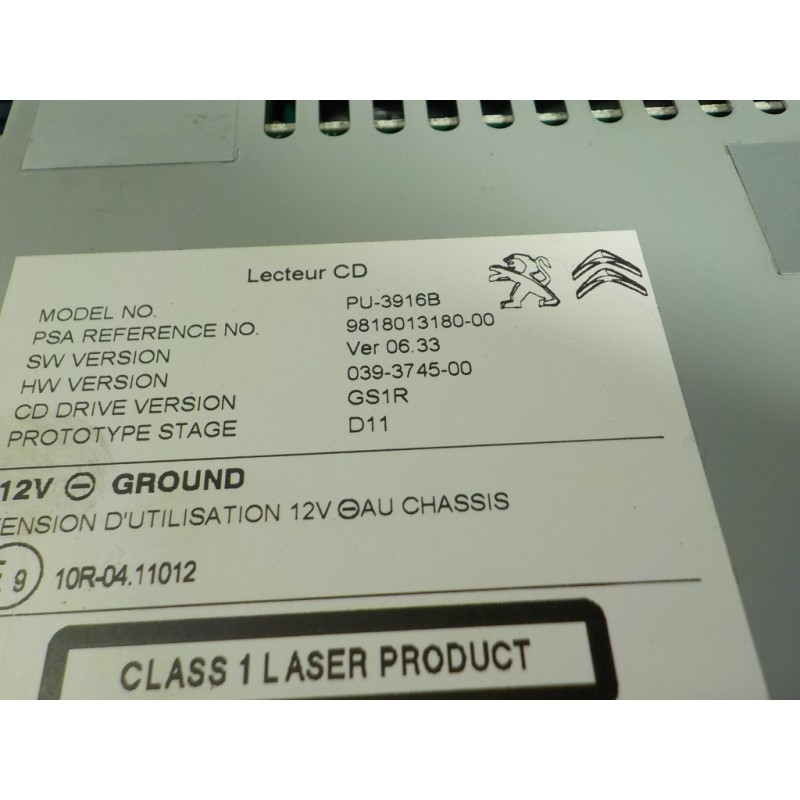 Lecteur CD
MODEL NO. PU-3916B
PSA REFERENCE NO. 9818013180-00
SW VERSION Ver 06.33
HW VERSION 039-3745-00
CD DRIVE VERSION GS1R
PROTOTYPE STAGE D11
12V ⊖ GROUND
TENSION D'UTILISATION 12V ⊖ AU CHASSIS
E 9 10R-04.11012
CLASS 1 LASER PRODUCT